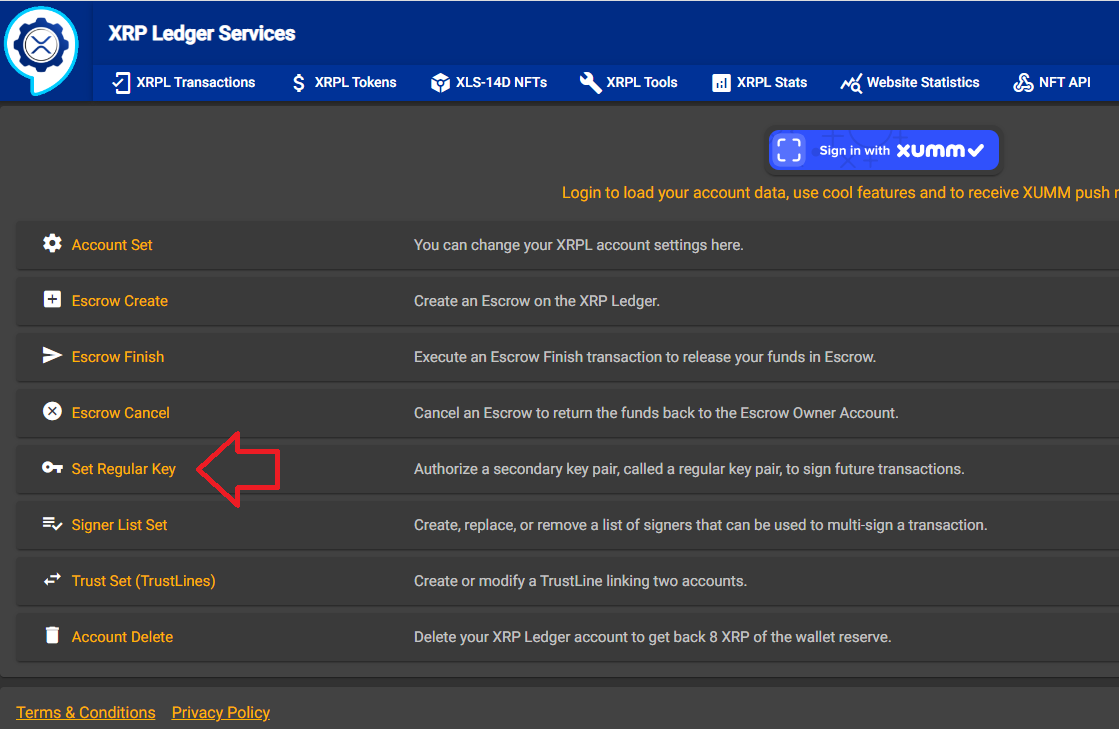 XRP Ledger Services
XRPL Transactions $ XRPL Tokens XLS-14D NFTs XRPL Tools XRPL Stats Website Statistics NFT API
Sign in with xumm
Login to load your account data, use cool features and to receive XUMM push
Account Set You can change your XRPL account settings here.
Escrow Create Create an Escrow on the XRP Ledger.
Escrow Finish Execute an Escrow Finish transaction to release your funds in Escrow.
Escrow Cancel Cancel an Escrow to return the funds back to the Escrow Owner Account.
Set Regular Key Authorize a secondary key pair, called a regular key pair, to sign future transactions.
Signer List Set Create, replace, or remove a list of signers that can be used to multi-sign a transaction.
Trust Set (TrustLines) Create or modify a TrustLine linking two accounts.
Account Delete Delete your XRP Ledger account to get back 8 XRP of the wallet reserve.
Terms & Conditions Privacy Policy